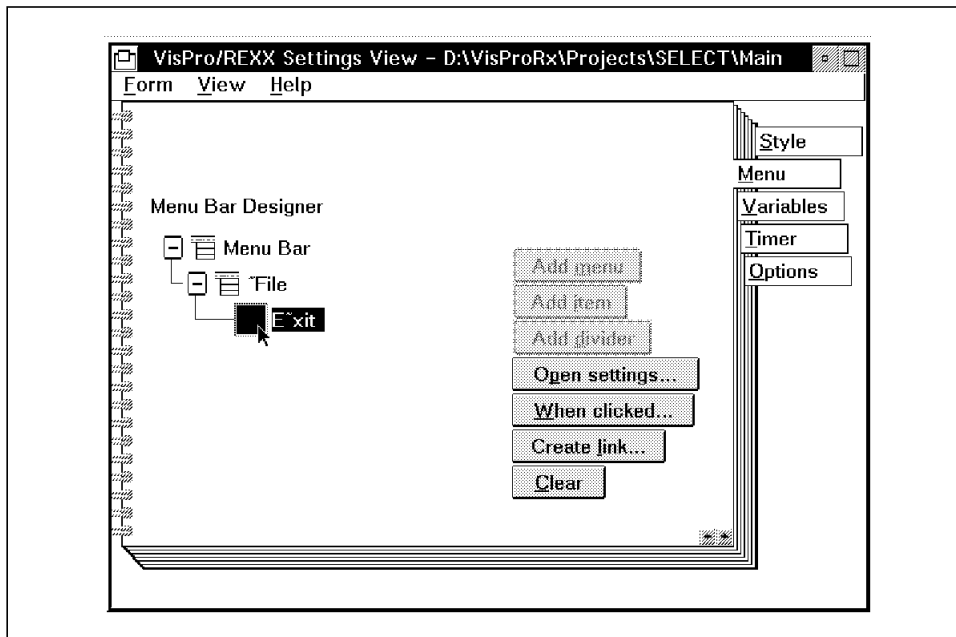 VisPro/REXX Settings View – D:\VisProRx\Projects\SELECT\Main
Form View Help
Style
Menu
Variables
Timer
Options
Menu Bar Designer
Menu Bar
~File
E~xit
Add menu
Add item
Add divider
Open settings...
When clicked...
Create link...
Clear